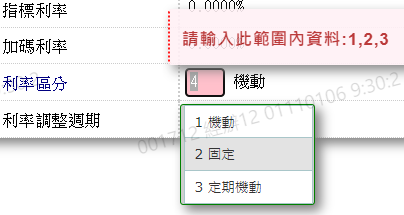 指標利率 0.0000%
請輸入此範圍內資料:1,2,3
加碼利率
利率區分 4 機動
利率調整週期
1 機動
2 固定
3 定期機動